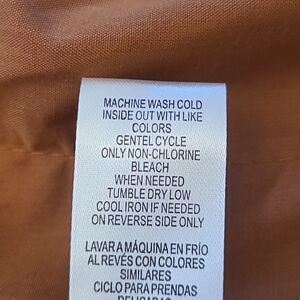 MACHINE WASH COLD
INSIDE OUT WITH LIKE
COLORS
GENTEL CYCLE
ONLY NON-CHLORINE
BLEACH
WHEN NEEDED
TUMBLE DRY LOW
COOL IRON IF NEEDED
ON REVERSE SIDE ONLY
LAVAR A MÁQUINA EN FRÍO
AL REVÉS CON COLORES
SIMILARES
CICLO PARA PRENDAS
DELICADAS